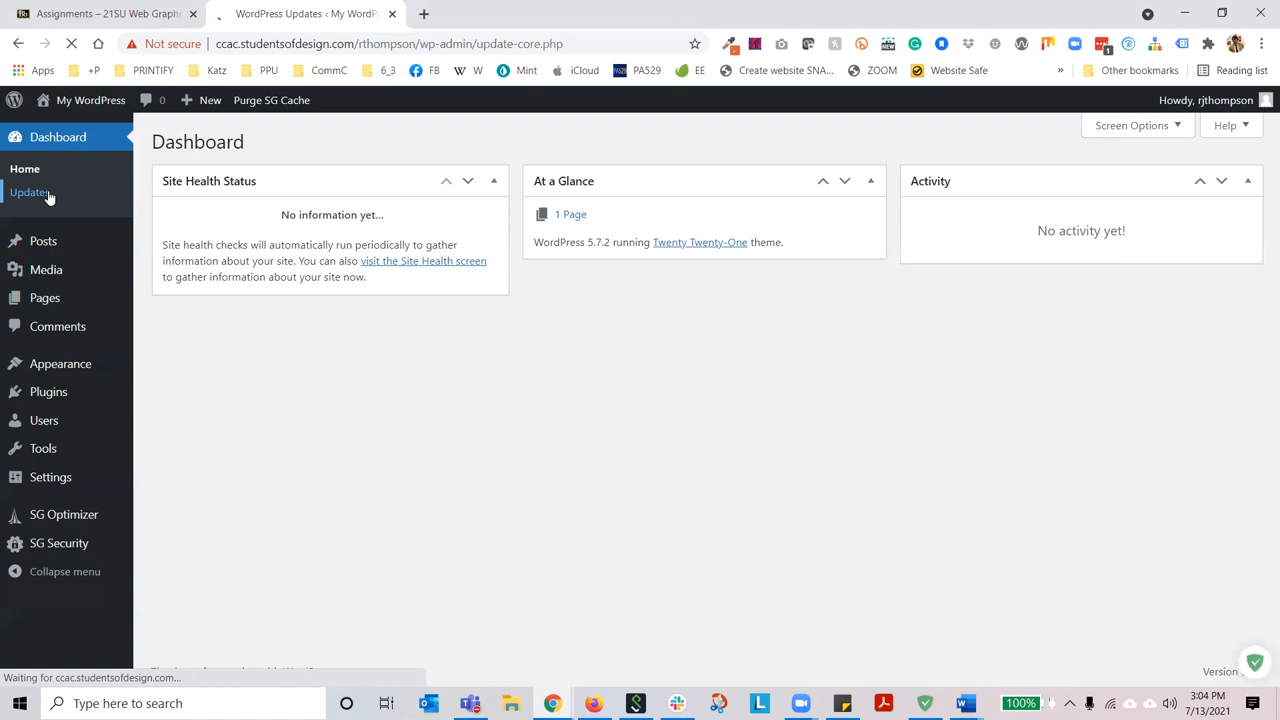 Assignments – 21SU Web Graphi
WordPress Updates ‹ My WordPr
Not secure
ccac.studentsofdesign.com/rthompson/wp-admin/update-core.php
Apps
+P
PRINTIFY
Katz
PPU
CommC
6_3
FB
W
Mint
iCloud
PA529
EE
Create website SNA...
ZOOM
Website Safe
»
Other bookmarks
Reading list
My WordPress
0
New
Purge SG Cache
Howdy, rjthompson
Dashboard
Home
Updates
Posts
Media
Pages
Comments
Appearance
Plugins
Users
Tools
Settings
SG Optimizer
SG Security
Collapse menu
Dashboard
Screen Options
Help
Site Health Status
No information yet...
Site health checks will automatically run periodically to gather
information about your site. You can also visit the Site Health screen
to gather information about your site now.
At a Glance
1 Page
WordPress 5.7.2 running Twenty Twenty-One theme.
Activity
No activity yet!
Version
Waiting for ccac.studentsofdesign.com...
Type here to search
100%
3:04 PM
7/13/2021